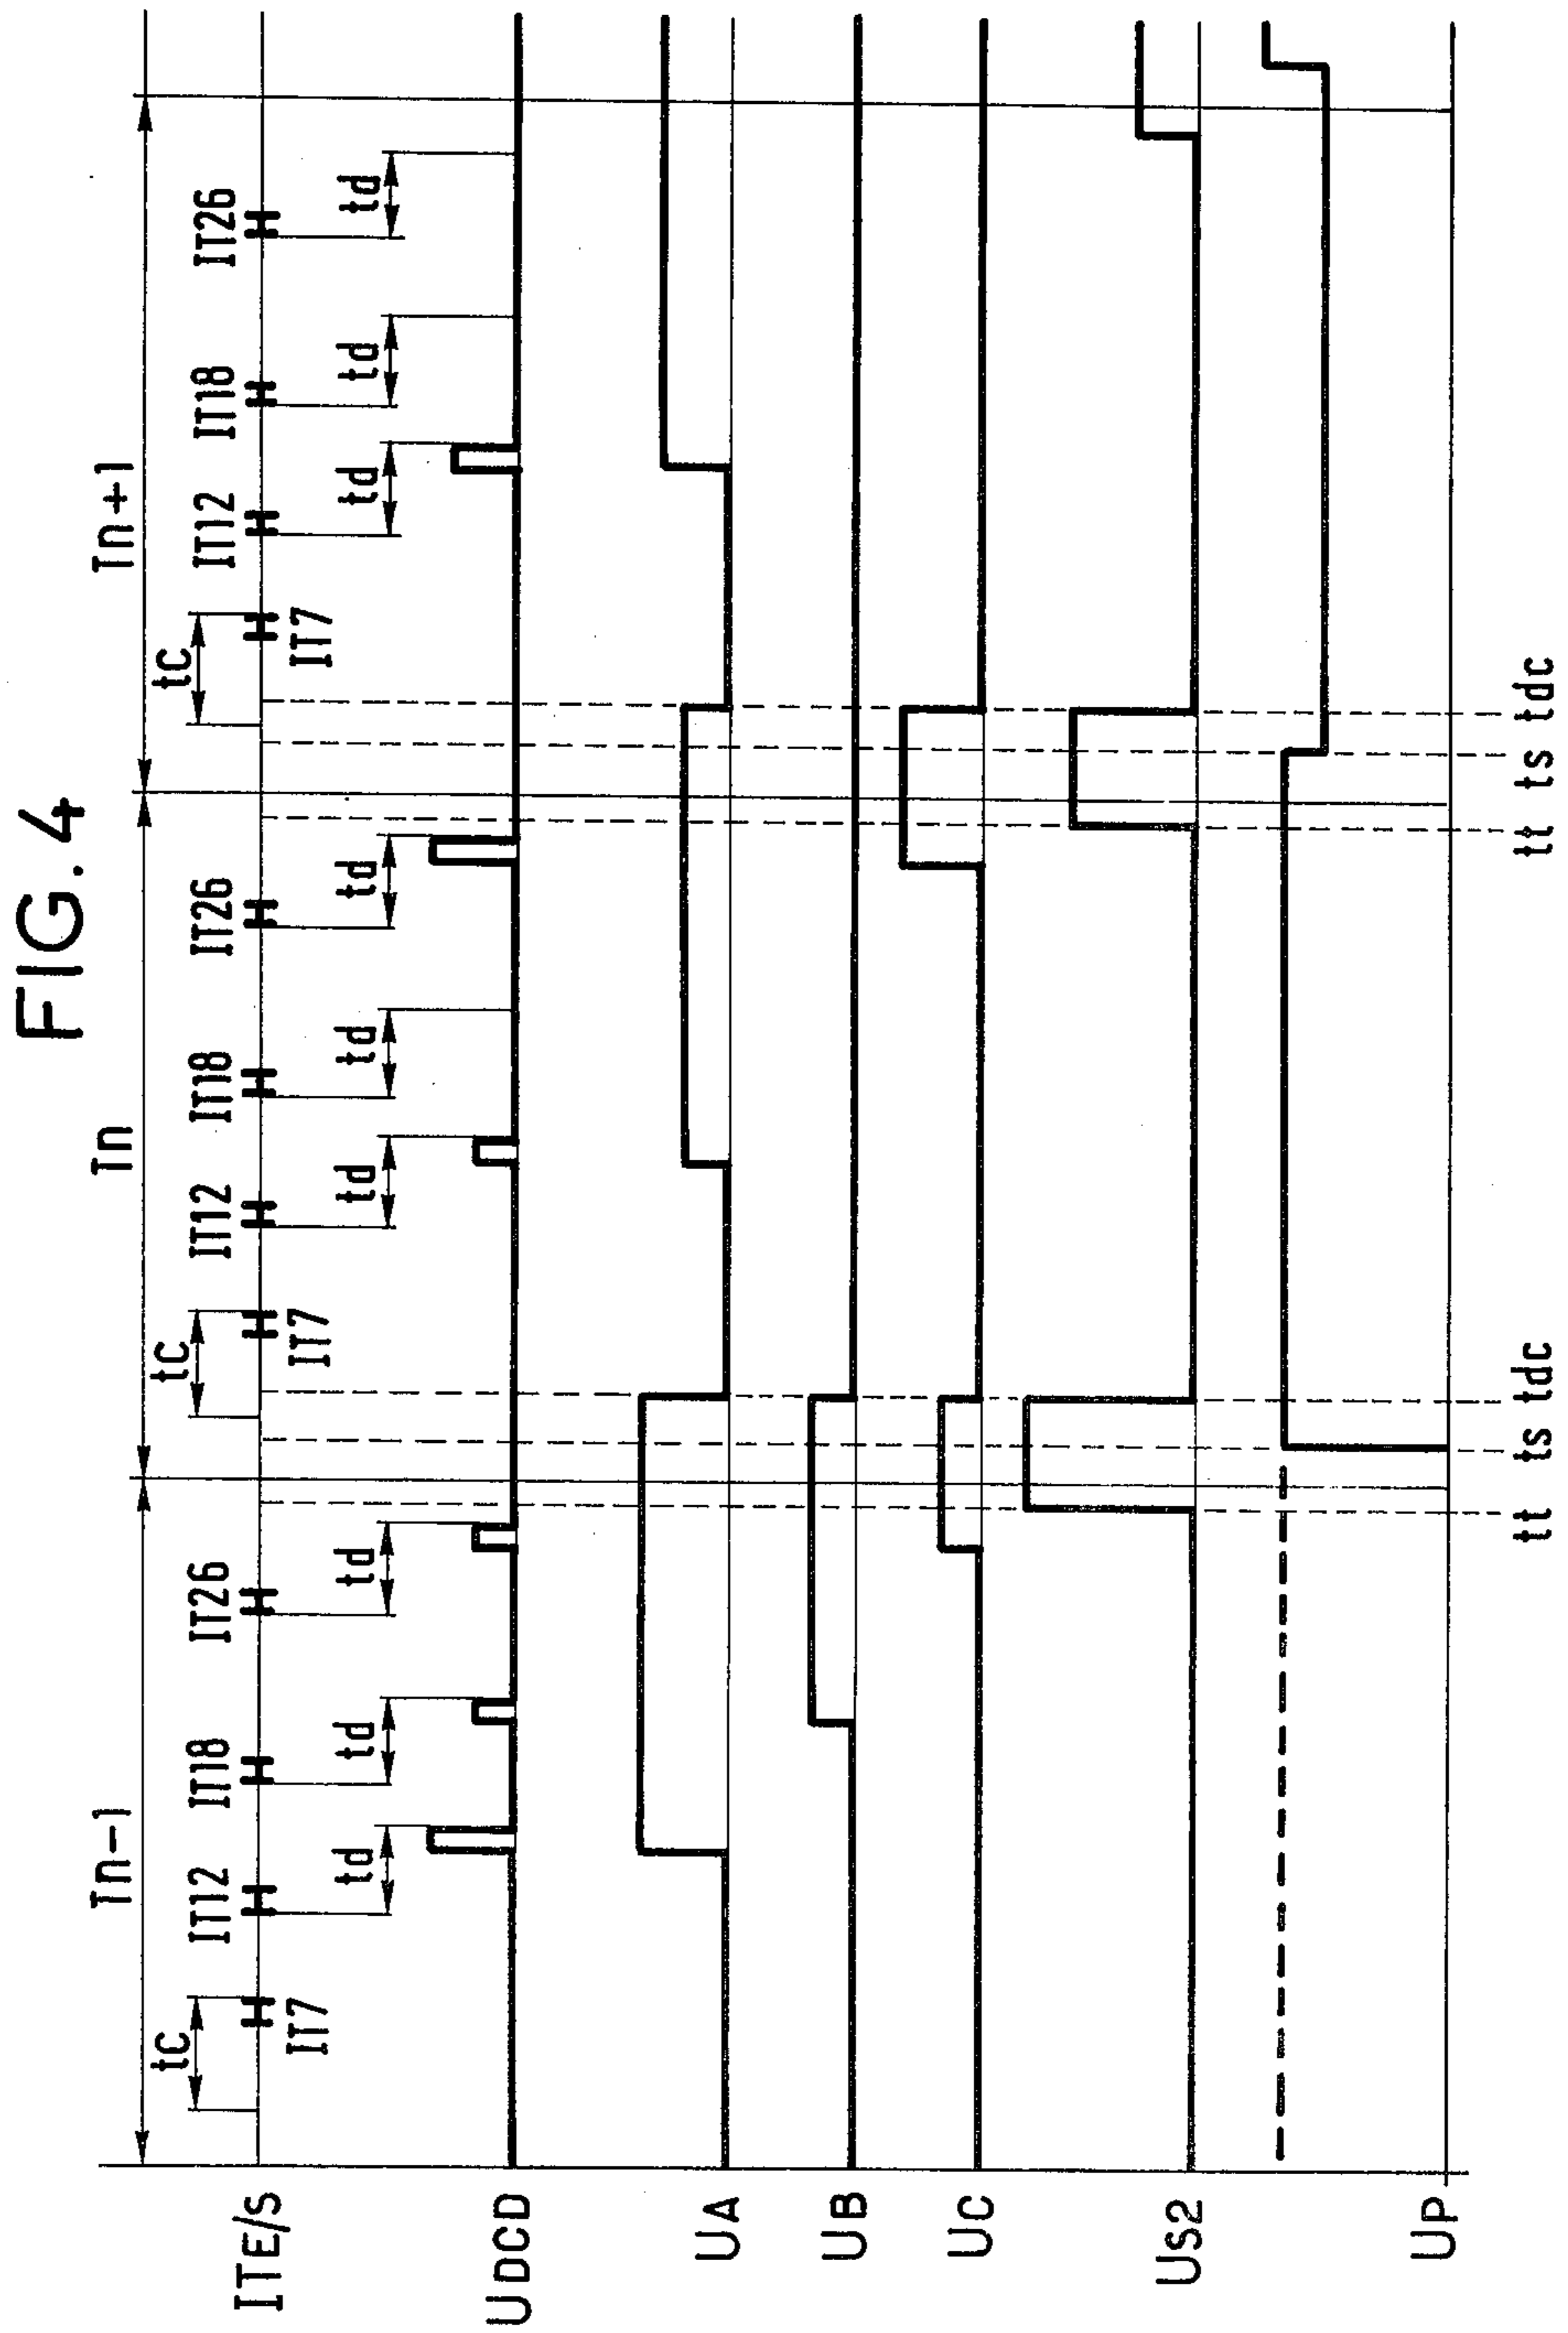 FIG. 4
Tn-1 Tn Tn+1
tC tC tC
IT12 IT18 IT26 IT12 IT18 IT26 IT12 IT18 IT26
ITE/S
IT7 IT7 IT7
td td td td td td td td td
UDCD
UA
UB
UC
US2
UP
tt ts tdc tt ts tdc